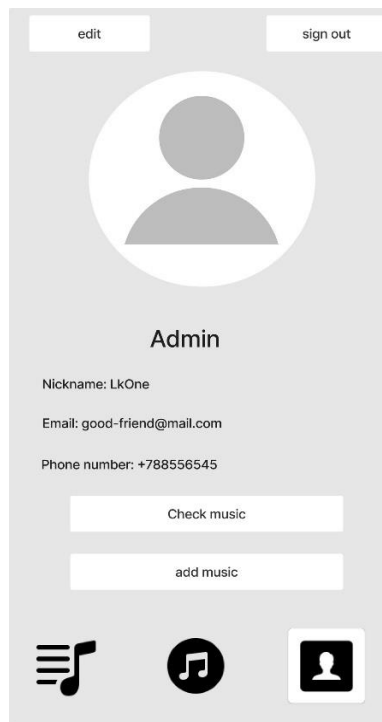 edit
sign out
Admin
Nickname: LkOne
Email: good-friend@mail.com
Phone number: +788556545
Check music
add music